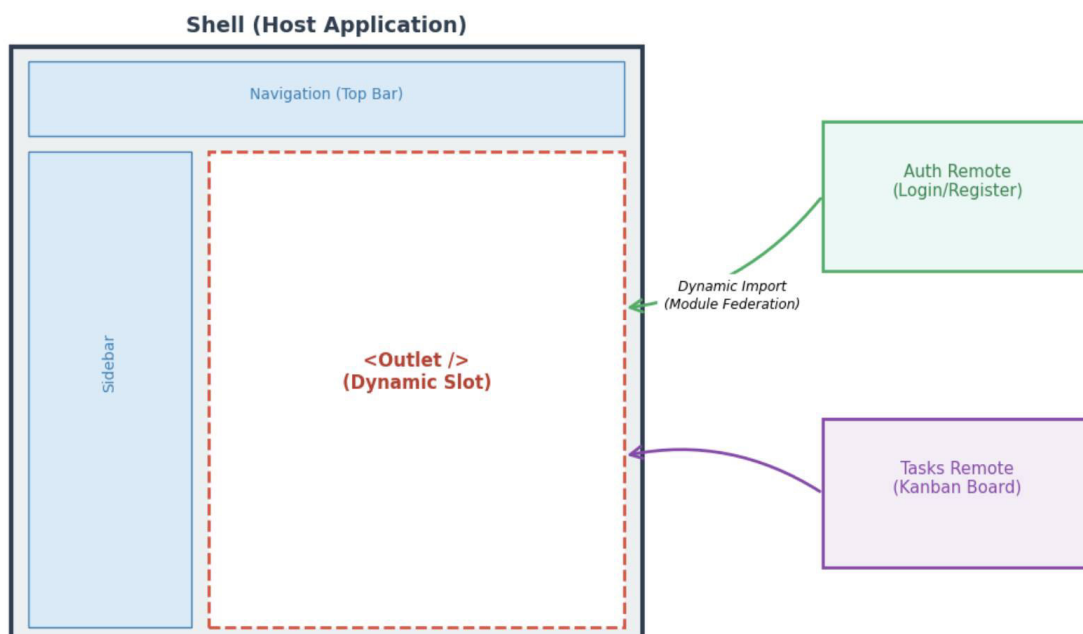 Shell (Host Application)
Navigation (Top Bar)
Sidebar
<Outlet />
(Dynamic Slot)
Dynamic Import
(Module Federation)
Auth Remote
(Login/Register)
Tasks Remote
(Kanban Board)